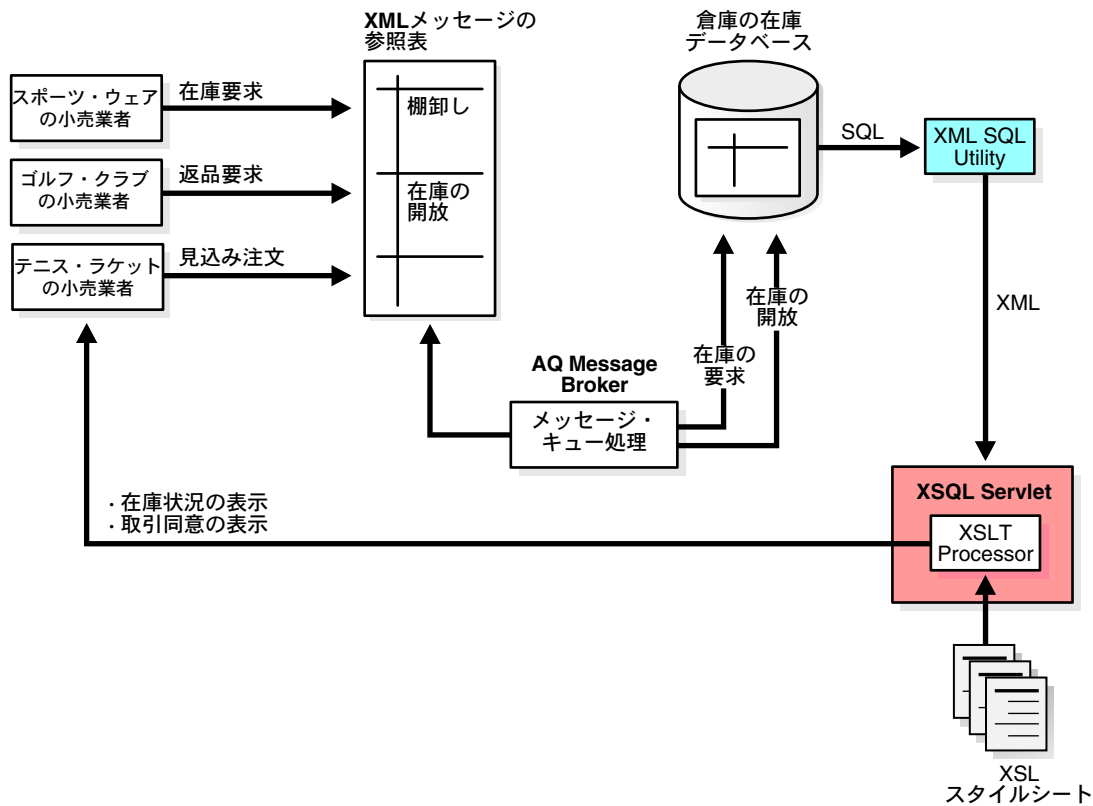 XMLメッセージの
参照表
倉庫の在庫
データベース
スポーツ・ウェア
の小売業者
在庫要求
棚卸し
SQL
XML SQL
Utility
ゴルフ・クラブ
の小売業者
返品要求
在庫の
開放
テニス・ラケット
の小売業者
見込み注文
在庫の
開放
XML
在庫の
要求
AQ Message
Broker
メッセージ・
キュー処理
・在庫状況の表示
・取引同意の表示
XSQL Servlet
XSLT
Processor
XSL
スタイルシート